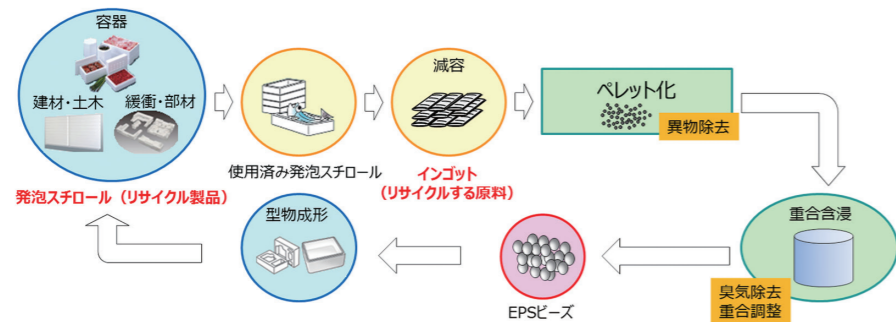 容器
建材・土木
緩衝・部材
発泡スチロール（リサイクル製品）
使用済み発泡スチロール
減容
インゴット
（リサイクルする原料）
ペレット化
異物除去
重合含浸
臭気除去
重合調整
EPSビーズ
型物成形